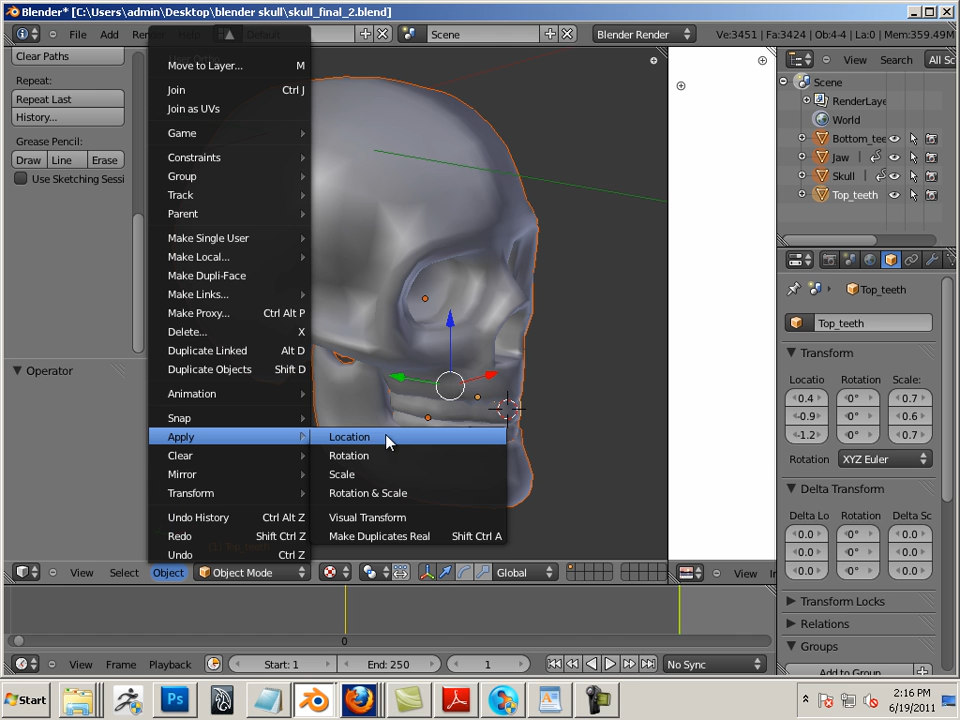 Blender* [C:\Users\admin\Desktop\blender skull\skull_final_2.blend]
File Add Default Scene Blender Render Ve:3451 | Fa:3424 | Ob:4-4 | La:0 | Mem:359.49M
Clear Paths
Repeat:
Repeat Last
History...
Grease Pencil:
Draw Line Erase
Use Sketching Sessi
Operator
Move to Layer... M
Join Ctrl J
Join as UVs
Game
Constraints
Group
Track
Parent
Make Single User
Make Local...
Make Dupli-Face
Make Links...
Make Proxy... Ctrl Alt P
Delete... X
Duplicate Linked Alt D
Duplicate Objects Shift D
Animation
Snap
Apply
Clear
Mirror
Transform
Undo History Ctrl Alt Z
Redo Shift Ctrl Z
Undo Ctrl Z
Location
Rotation
Scale
Rotation & Scale
Visual Transform
Make Duplicates Real Shift Ctrl A
View Search All Sc
Scene
RenderLaye
World
Bottom_tee
Jaw
Skull
Top_teeth
Top_teeth
Top_teeth
Transform
Locatio Rotation Scale:
0.4 0° 0.7
-0.9 0° 0.6
-1.2 0° 0.7
Rotation XYZ Euler
Delta Transform
Delta Lo Rotation Delta Sc
0.0 0° 0.0
0.0 0° 0.0
0.0 0° 0.0
Transform Locks
Relations
Groups
Add to Group
View Select Object Object Mode Global View
0
View Frame Playback Start: 1 End: 250 1 No Sync
Start Ps
2:16 PM
6/19/2011